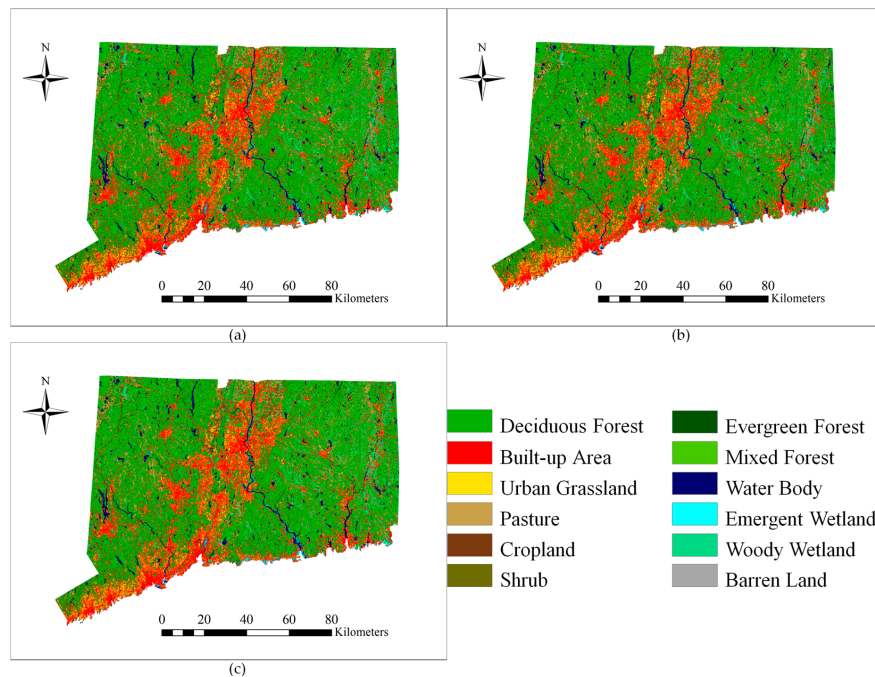 N
0 20 40 60 80
Kilometers
(a)
N
0 20 40 60 80
Kilometers
(b)
N
0 20 40 60 80
Kilometers
(c)
Deciduous Forest
Built-up Area
Urban Grassland
Pasture
Cropland
Shrub
Evergreen Forest
Mixed Forest
Water Body
Emergent Wetland
Woody Wetland
Barren Land